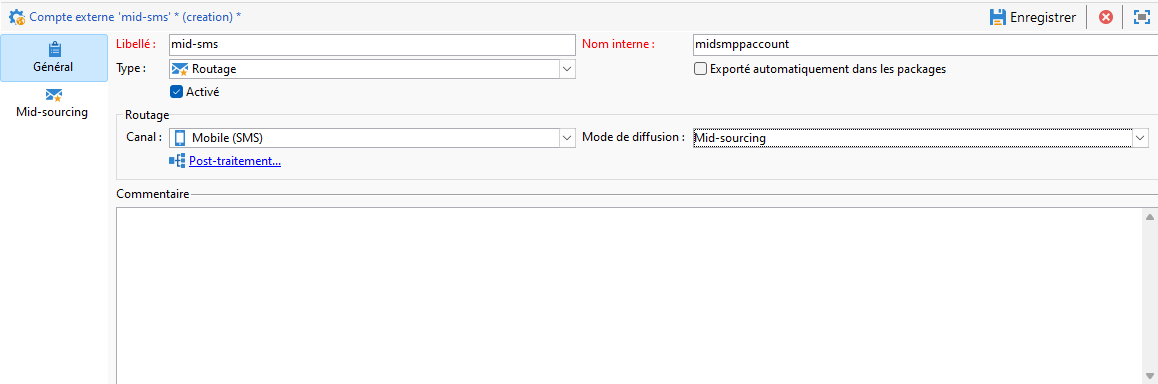 Compte externe 'mid-sms' * (creation) *
Enregistrer
Général
Mid-sourcing
Libellé : mid-sms Nom interne : midsmppaccount
Type : Routage Exporté automatiquement dans les packages
Activé
Routage
Canal : Mobile (SMS) Mode de diffusion : Mid-sourcing
Post-traitement...
Commentaire